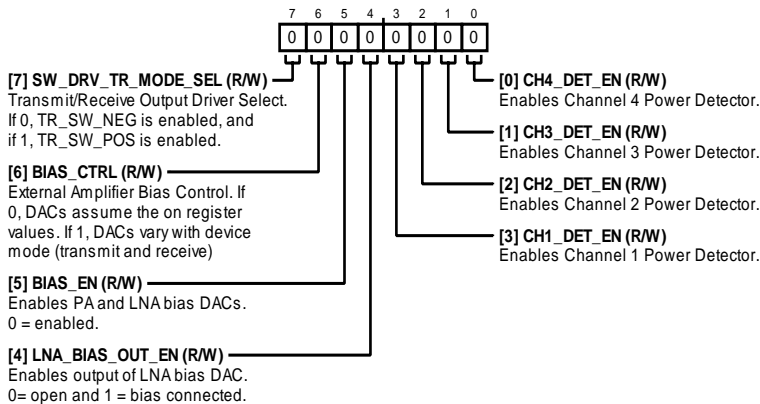 7 6 5 4 3 2 1 0
0 0 0 0 0 0 0 0
[7] SW_DRV_TR_MODE_SEL (R/W)
Transmit/Receive Output Driver Select.
If 0, TR_SW_NEG is enabled, and
if 1, TR_SW_POS is enabled.
[6] BIAS_CTRL (R/W)
External Amplifier Bias Control. If
0, DACs assume the on register
values. If 1, DACs vary with device
mode (transmit and receive)
[5] BIAS_EN (R/W)
Enables PA and LNA bias DACs.
0 = enabled.
[4] LNA_BIAS_OUT_EN (R/W)
Enables output of LNA bias DAC.
0= open and 1 = bias connected.
[0] CH4_DET_EN (R/W)
Enables Channel 4 Power Detector.
[1] CH3_DET_EN (R/W)
Enables Channel 3 Power Detector.
[2] CH2_DET_EN (R/W)
Enables Channel 2 Power Detector.
[3] CH1_DET_EN (R/W)
Enables Channel 1 Power Detector.